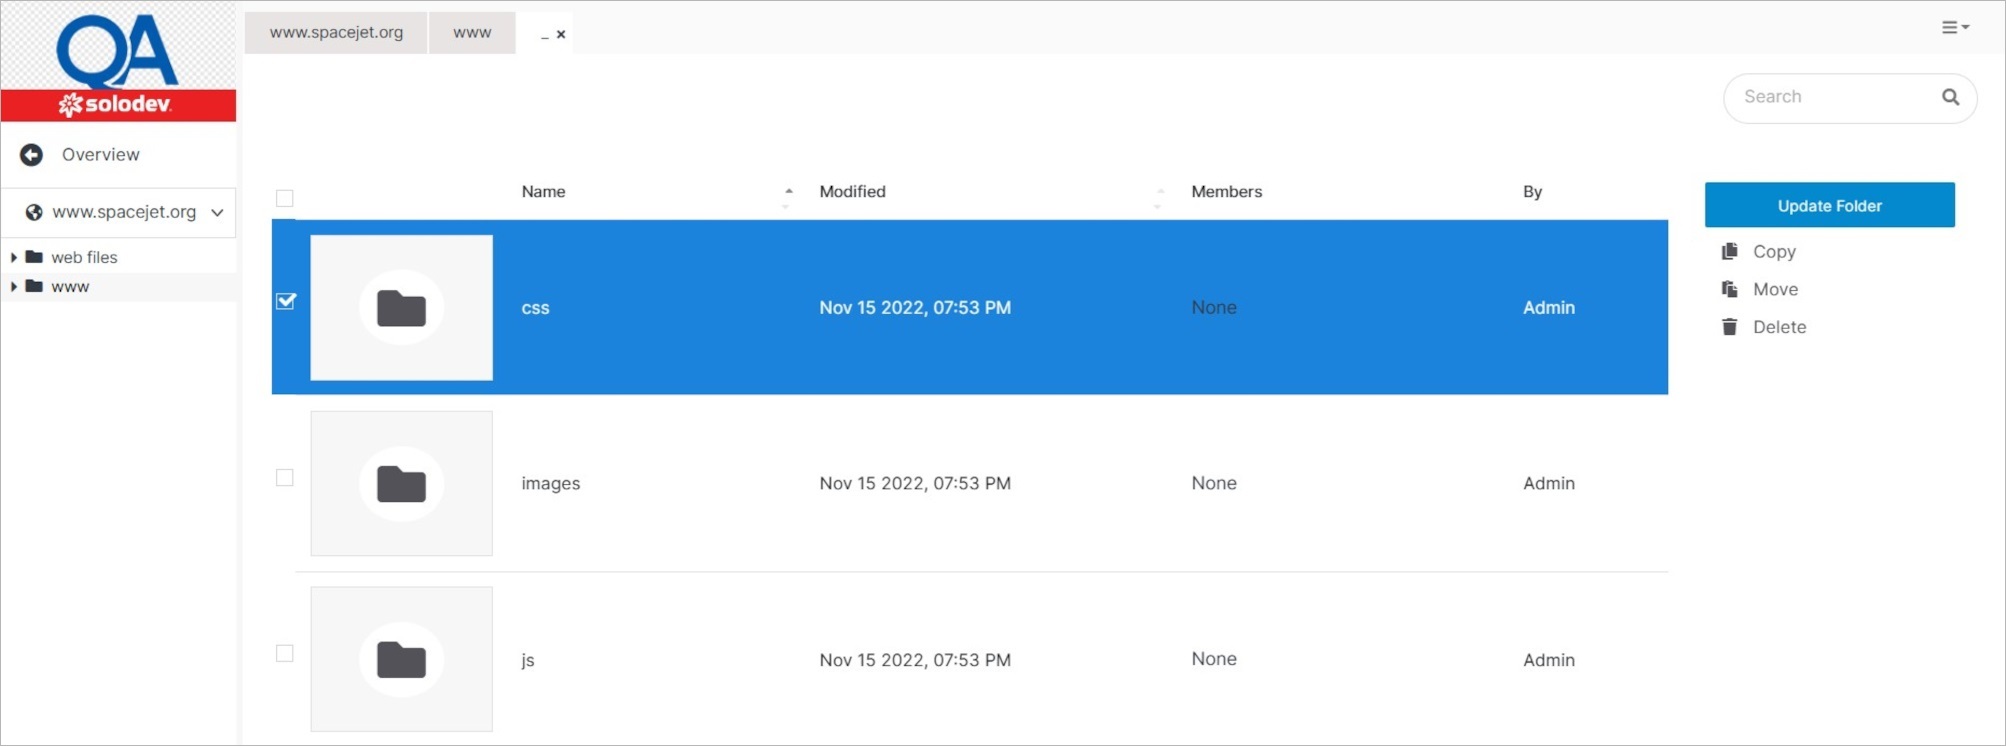 QA
solodev
www.spacejet.org www _ ×
Search
Overview
www.spacejet.org
web files
www
Name Modified Members By
css Nov 15 2022, 07:53 PM None Admin
images Nov 15 2022, 07:53 PM None Admin
js Nov 15 2022, 07:53 PM None Admin
Update Folder
Copy
Move
Delete